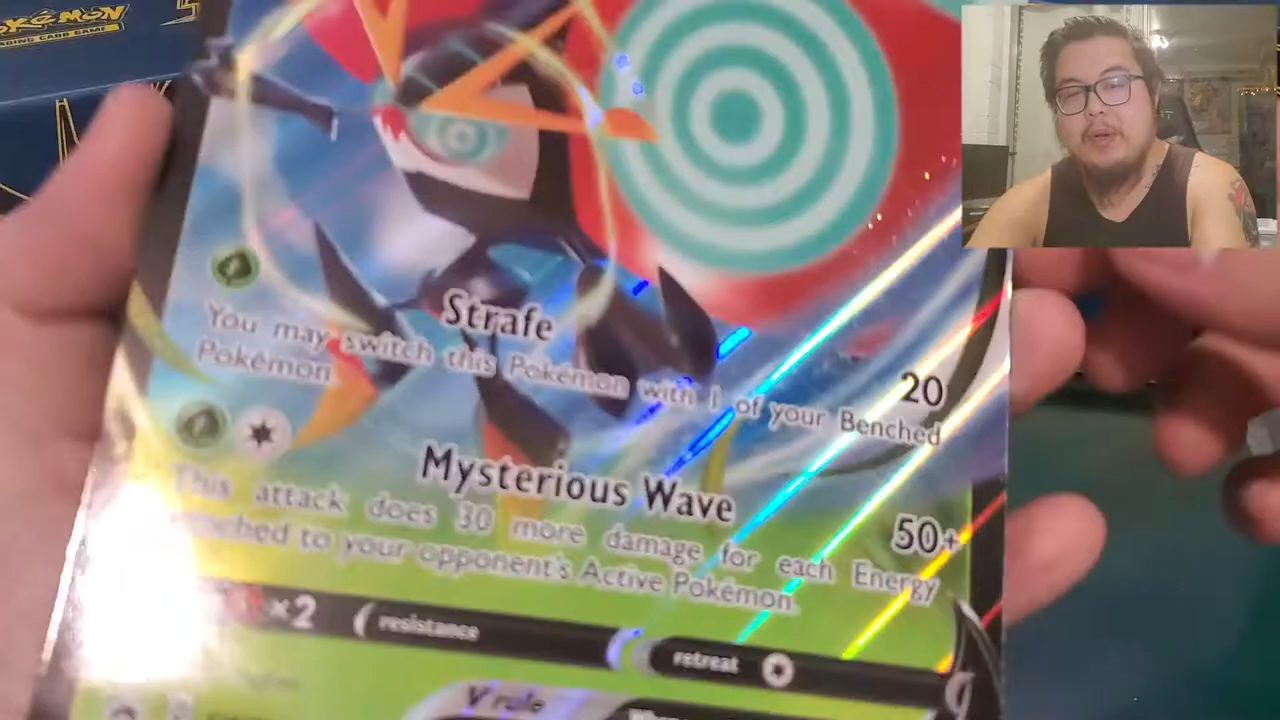 POKÉMON
TRADING CARD GAME
Strafe
20
You may switch this Pokémon with 1 of your Benched
Pokémon
Mysterious Wave
50+
This attack does 30 more damage for each Energy
attached to your opponent's Active Pokémon.
×2
resistance
retreat
V rule